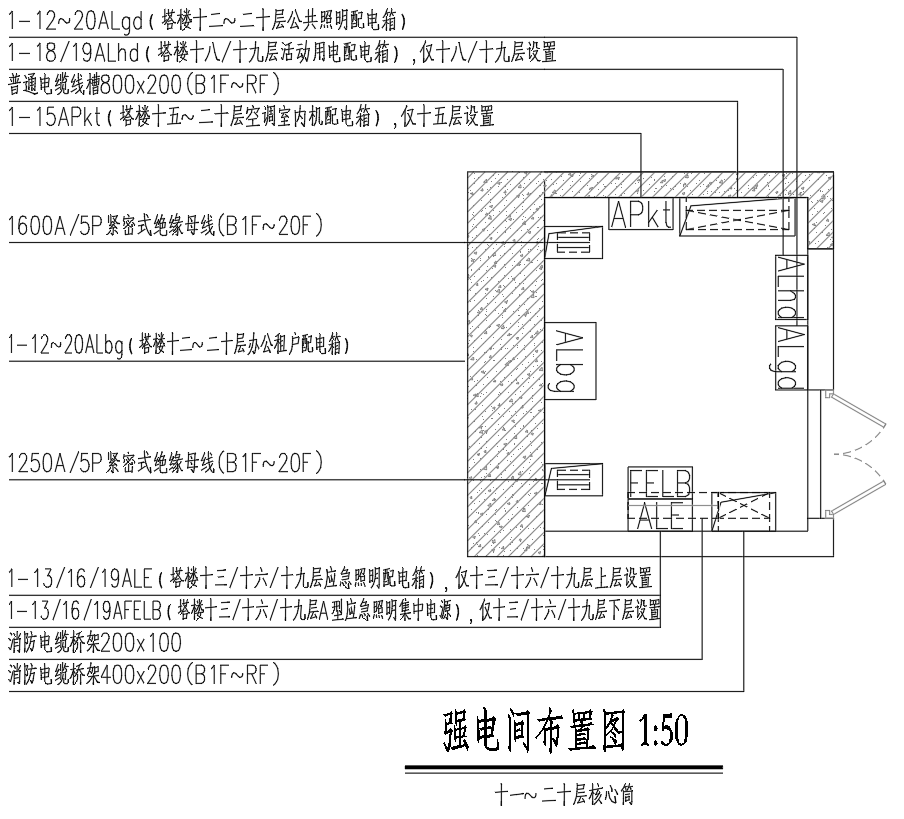 1-12~20ALgd(塔楼十二~二十层公共照明配电箱)
1-18/19ALhd(塔楼十八/十九层活动用电配电箱),仅十八/十九层设置
普通电缆线槽800x200(B1F~RF)
1-15APkt(塔楼十五~二十层空调室内机配电箱),仅十五层设置
APkt
1600A/5P紧密式绝缘母线(B1F~20F)
ALhd
1-12~20ALbg(塔楼十二~二十层办公租户配电箱)
ALbg
ALgd
1250A/5P紧密式绝缘母线(B1F~20F)
FELB
ALE
1-13/16/19ALE(塔楼十三/十六/十九层应急照明配电箱),仅十三/十六/十九层上层设置
1-13/16/19AFELB(塔楼十三/十六/十九层A型应急照明集中电源),仅十三/十六/十九层下层设置
消防电缆桥架200x100
消防电缆桥架400x200(B1F~RF)
强电间布置图 1:50
十一~二十层核心筒